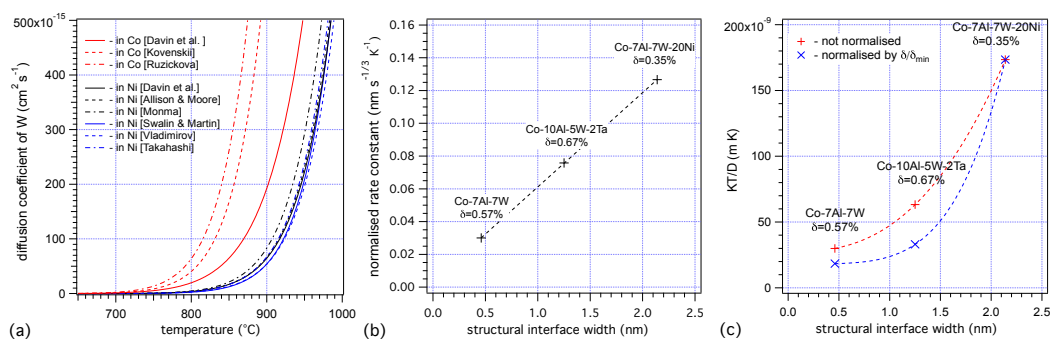 diffusion coefficient of W (cm² s⁻¹)
500x10⁻¹⁵
400
300
200
100
0
- in Co [Davin et al. ]
- in Co [Kovenskii]
- in Co [Ruzickova]
- in Ni [Davin et al.]
- in Ni [Allison & Moore]
- in Ni [Monma]
- in Ni [Swalin & Martin]
- in Ni [Vladimirov]
- in Ni [Takahashi]
700 800 900 1000
temperature (°C)
(a)
normalised rate constant (nm s⁻¹/³ K⁻¹)
0.16
0.14
0.12
0.10
0.08
0.06
0.04
0.02
0.00
Co-7Al-7W-20Ni
δ=0.35%
Co-10Al-5W-2Ta
δ=0.67%
Co-7Al-7W
δ=0.57%
0.0 0.5 1.0 1.5 2.0 2.5
structural interface width (nm)
(b)
KT/D (m K)
200x10⁻⁹
150
100
50
0
- not normalised
- normalised by δ/δmin
Co-7Al-7W-20Ni
δ=0.35%
Co-10Al-5W-2Ta
δ=0.67%
Co-7Al-7W
δ=0.57%
0.0 0.5 1.0 1.5 2.0 2.5
structural interface width (nm)
(c)